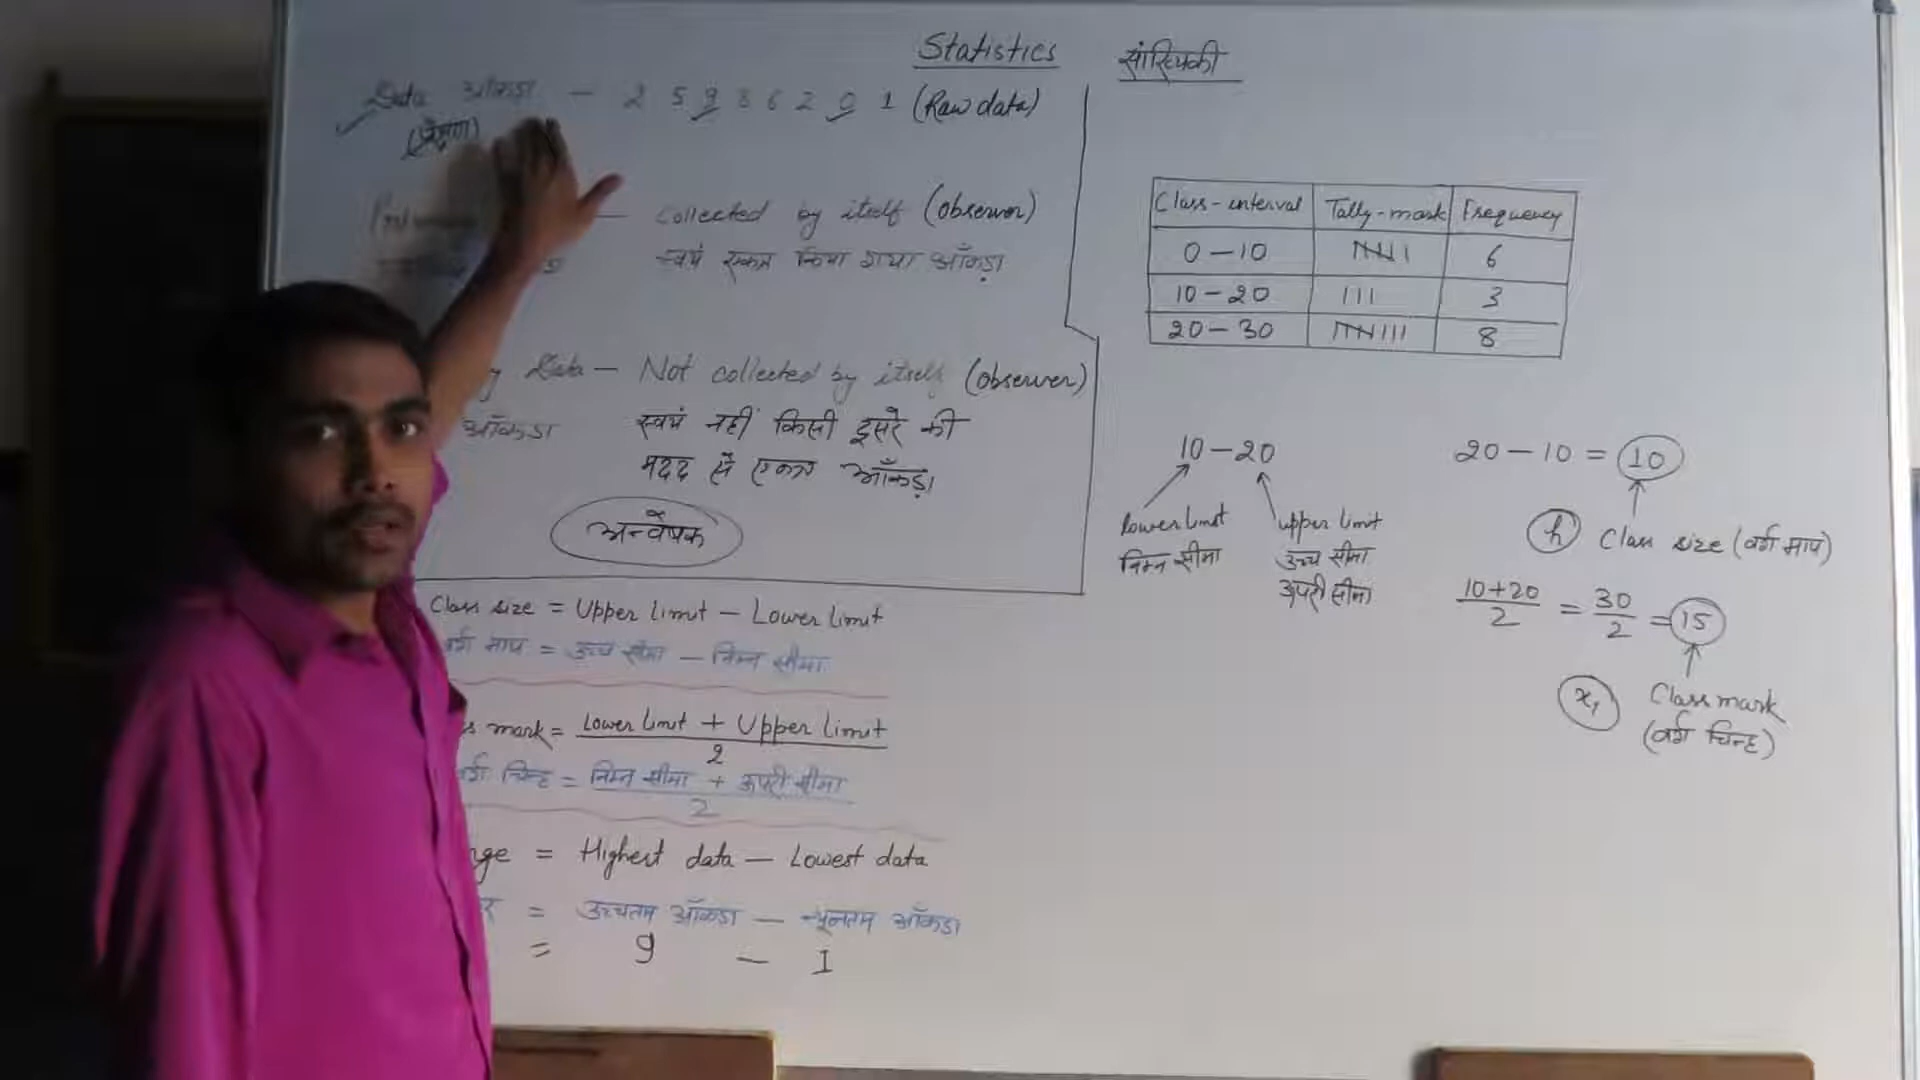 Statistics सांख्यिकी
Data आँकड़ा — 2 5 9 8 6 2 0 1 (Raw data)
— collected by itself (observer)
स्वयं एकत्र किया गया आँकड़ा
y Data — Not collected by itself (observer)
आँकड़ा स्वयं नहीं किसी दूसरे की
मदद से एकत्र आँकड़ा
अन्वेषक
Class size = Upper limit — Lower limit
वर्ग माप = उच्च सीमा — निम्न सीमा
s mark = Lower limit + Upper limit
2
वर्ग चिन्ह = निम्न सीमा + ऊपरी सीमा
2
nge = Highest data — Lowest data
र = उच्चतम आँकड़ा — न्यूनतम आँकड़ा
= 9 — 1
Class-interval Tally-mark Frequency
0—10 𝍸 | 6
10—20 ||| 3
20—30 𝍸 ||| 8
10—20
lower limit upper limit
निम्न सीमा उच्च सीमा
ऊपरी सीमा
20 — 10 = 10
h Class size (वर्ग माप)
10+20 = 30 = 15
2 2
x₁ Class mark
(वर्ग चिन्ह)